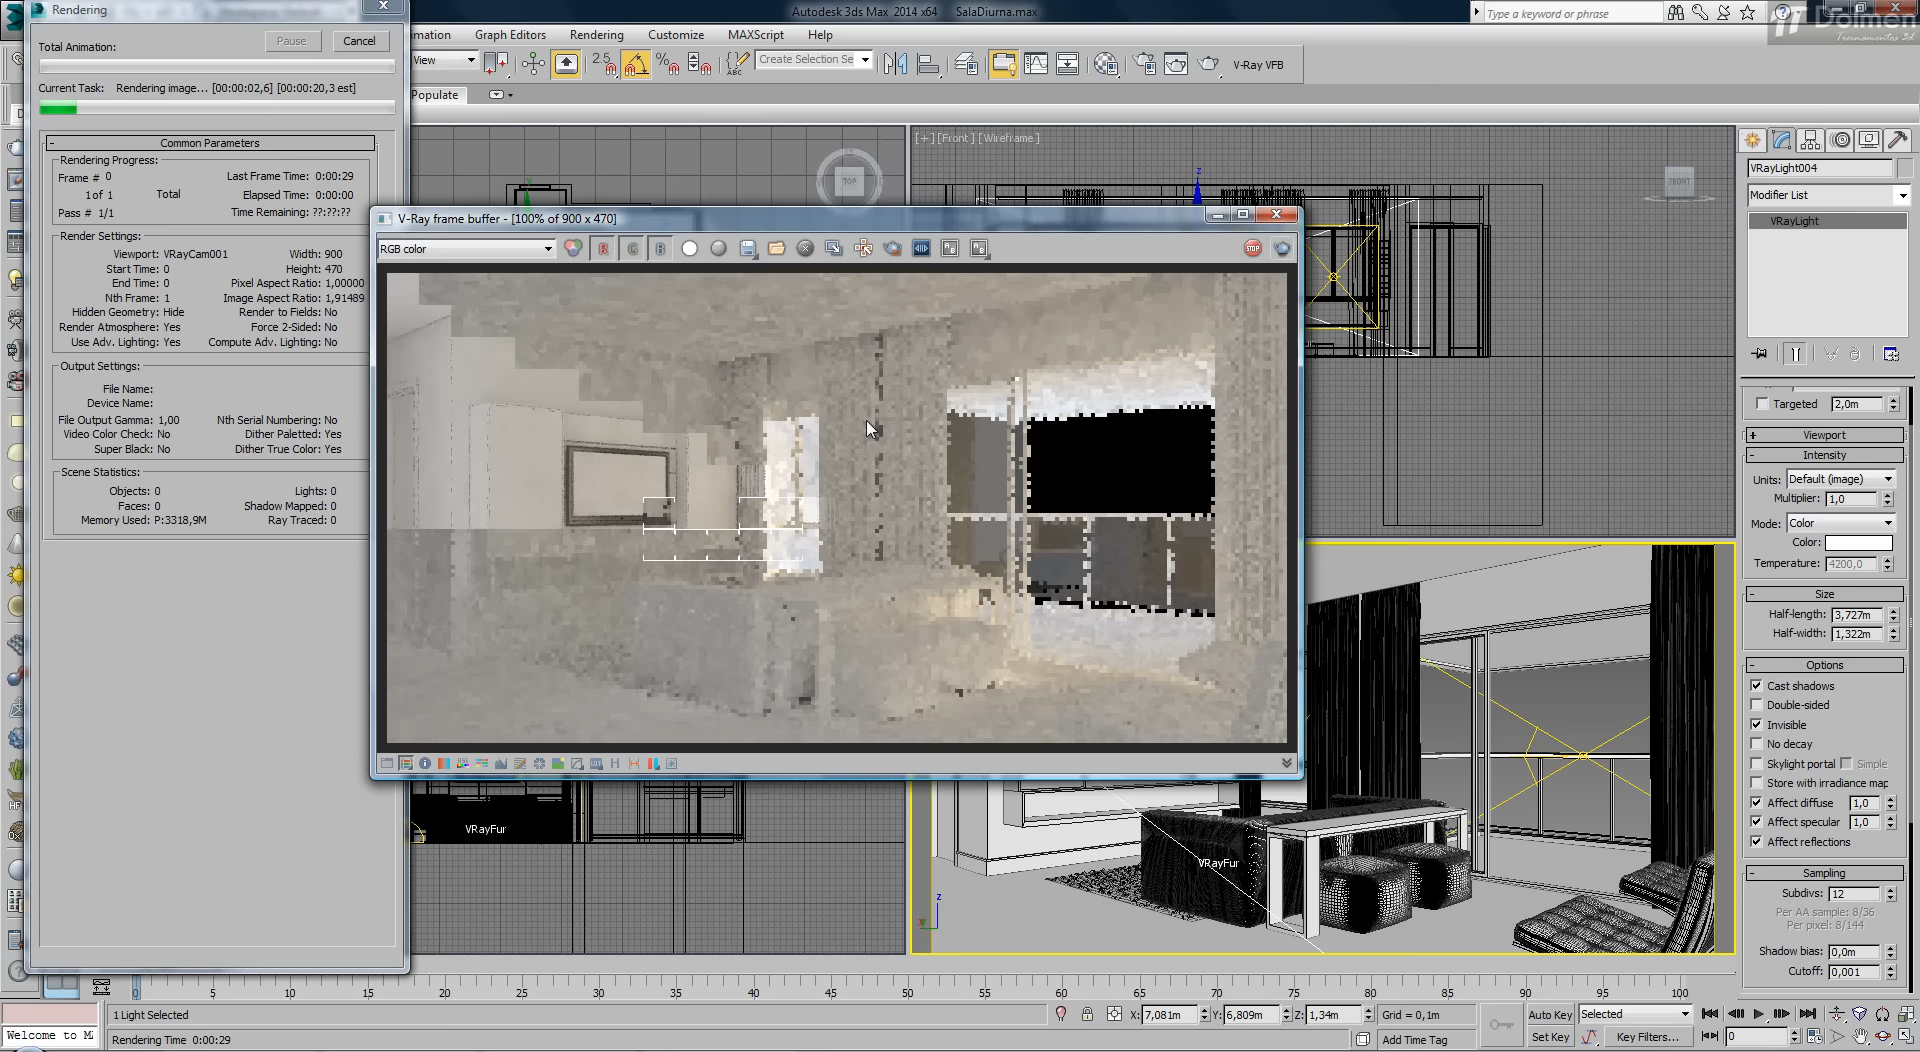 Rendering
Autodesk 3ds Max 2014 x64 SalaDiurna.max
Type a keyword or phrase
Dolmen
Treinamentos 3d
Total Animation:
Pause
Cancel
mation
Graph Editors
Rendering
Customize
MAXScript
Help
View
2.5
Create Selection Se
V-Ray VFB
Current Task: Rendering image... [00:00:02,6] [00:00:20,3 est]
Populate
Common Parameters
Rendering Progress:
Frame # 0
Last Frame Time: 0:00:29
1 of 1 Total
Elapsed Time: 0:00:00
Pass # 1/1
Time Remaining: ??:??:??
Render Settings:
Viewport: VRayCam001
Width: 900
Start Time: 0
Height: 470
End Time: 0
Pixel Aspect Ratio: 1,00000
Nth Frame: 1
Image Aspect Ratio: 1,91489
Hidden Geometry: Hide
Render to Fields: No
Render Atmosphere: Yes
Force 2-Sided: No
Use Adv. Lighting: Yes
Compute Adv. Lighting: No
Output Settings:
File Name:
Device Name:
File Output Gamma: 1,00
Nth Serial Numbering: No
Video Color Check: No
Dither Paletted: Yes
Super Black: No
Dither True Color: Yes
Scene Statistics:
Objects: 0
Lights: 0
Faces: 0
Shadow Mapped: 0
Memory Used: P:3318,9M
Ray Traced: 0
TOP
[+] [Front] [Wireframe]
z
FRONT
V-Ray frame buffer - [100% of 900 x 470]
RGB color
R
G
B
STOP
VRayFur
VRayFur
z
VRayLight004
Modifier List
VRayLight
Targeted 2,0m
Viewport
Intensity
Units: Default (image)
Multiplier: 1,0
Mode: Color
Color:
Temperature: 4200,0
Size
Half-length: 3,727m
Half-width: 1,322m
Options
Cast shadows
Double-sided
Invisible
No decay
Skylight portal Simple
Store with irradiance map
Affect diffuse 1,0
Affect specular 1,0
Affect reflections
Sampling
Subdivs: 12
Per AA sample: 8/36
Per pixel: 8/144
Shadow bias: 0,0m
Cutoff: 0,001
0 5 10 15 20 25 30 35 40 45 50 55 60 65 70 75 80 85 90 95 100
1 Light Selected
X: 7,081m Y: 6,809m Z: 1,34m
Grid = 0,1m
Auto Key
Selected
Welcome to M
Rendering Time 0:00:29
Add Time Tag
Set Key
Key Filters...
0